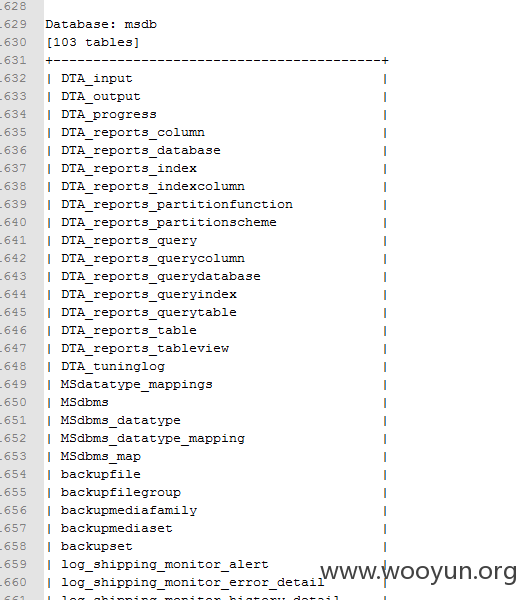 .628
.629 Database: msdb
.630 [103 tables]
.631 +-----------------------------------------+
.632 | DTA_input |
.633 | DTA_output |
.634 | DTA_progress |
.635 | DTA_reports_column |
.636 | DTA_reports_database |
.637 | DTA_reports_index |
.638 | DTA_reports_indexcolumn |
.639 | DTA_reports_partitionfunction |
.640 | DTA_reports_partitionscheme |
.641 | DTA_reports_query |
.642 | DTA_reports_querycolumn |
.643 | DTA_reports_querydatabase |
.644 | DTA_reports_queryindex |
.645 | DTA_reports_querytable |
.646 | DTA_reports_table |
.647 | DTA_reports_tableview |
.648 | DTA_tuninglog |
.649 | MSdatatype_mappings |
.650 | MSdbms |
.651 | MSdbms_datatype |
.652 | MSdbms_datatype_mapping |
.653 | MSdbms_map |
.654 | backupfile |
.655 | backupfilegroup |
.656 | backupmediafamily |
.657 | backupmediaset |
.658 | backupset |
.659 | log_shipping_monitor_alert |
.660 | log_shipping_monitor_error_detail |
.661 | log_shipping_monitor_history_detail |
www.wooyun.org